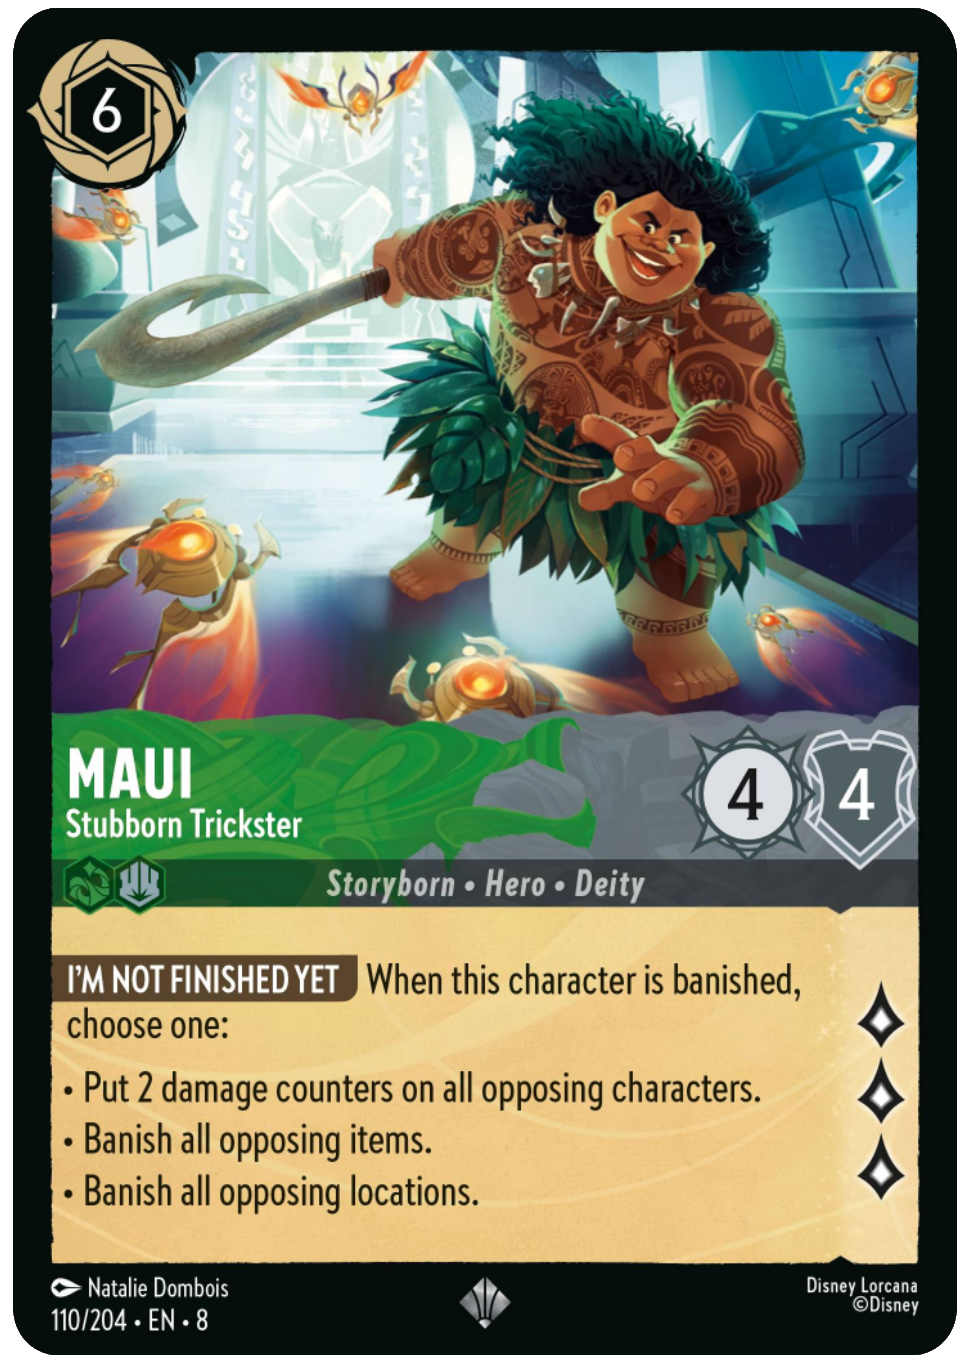 6
MAUI
Stubborn Trickster
4
4
Storyborn • Hero • Deity
I'M NOT FINISHED YET When this character is banished,
choose one:
• Put 2 damage counters on all opposing characters.
• Banish all opposing items.
• Banish all opposing locations.
Natalie Dombois
110/204 • EN • 8
Disney Lorcana
©Disney